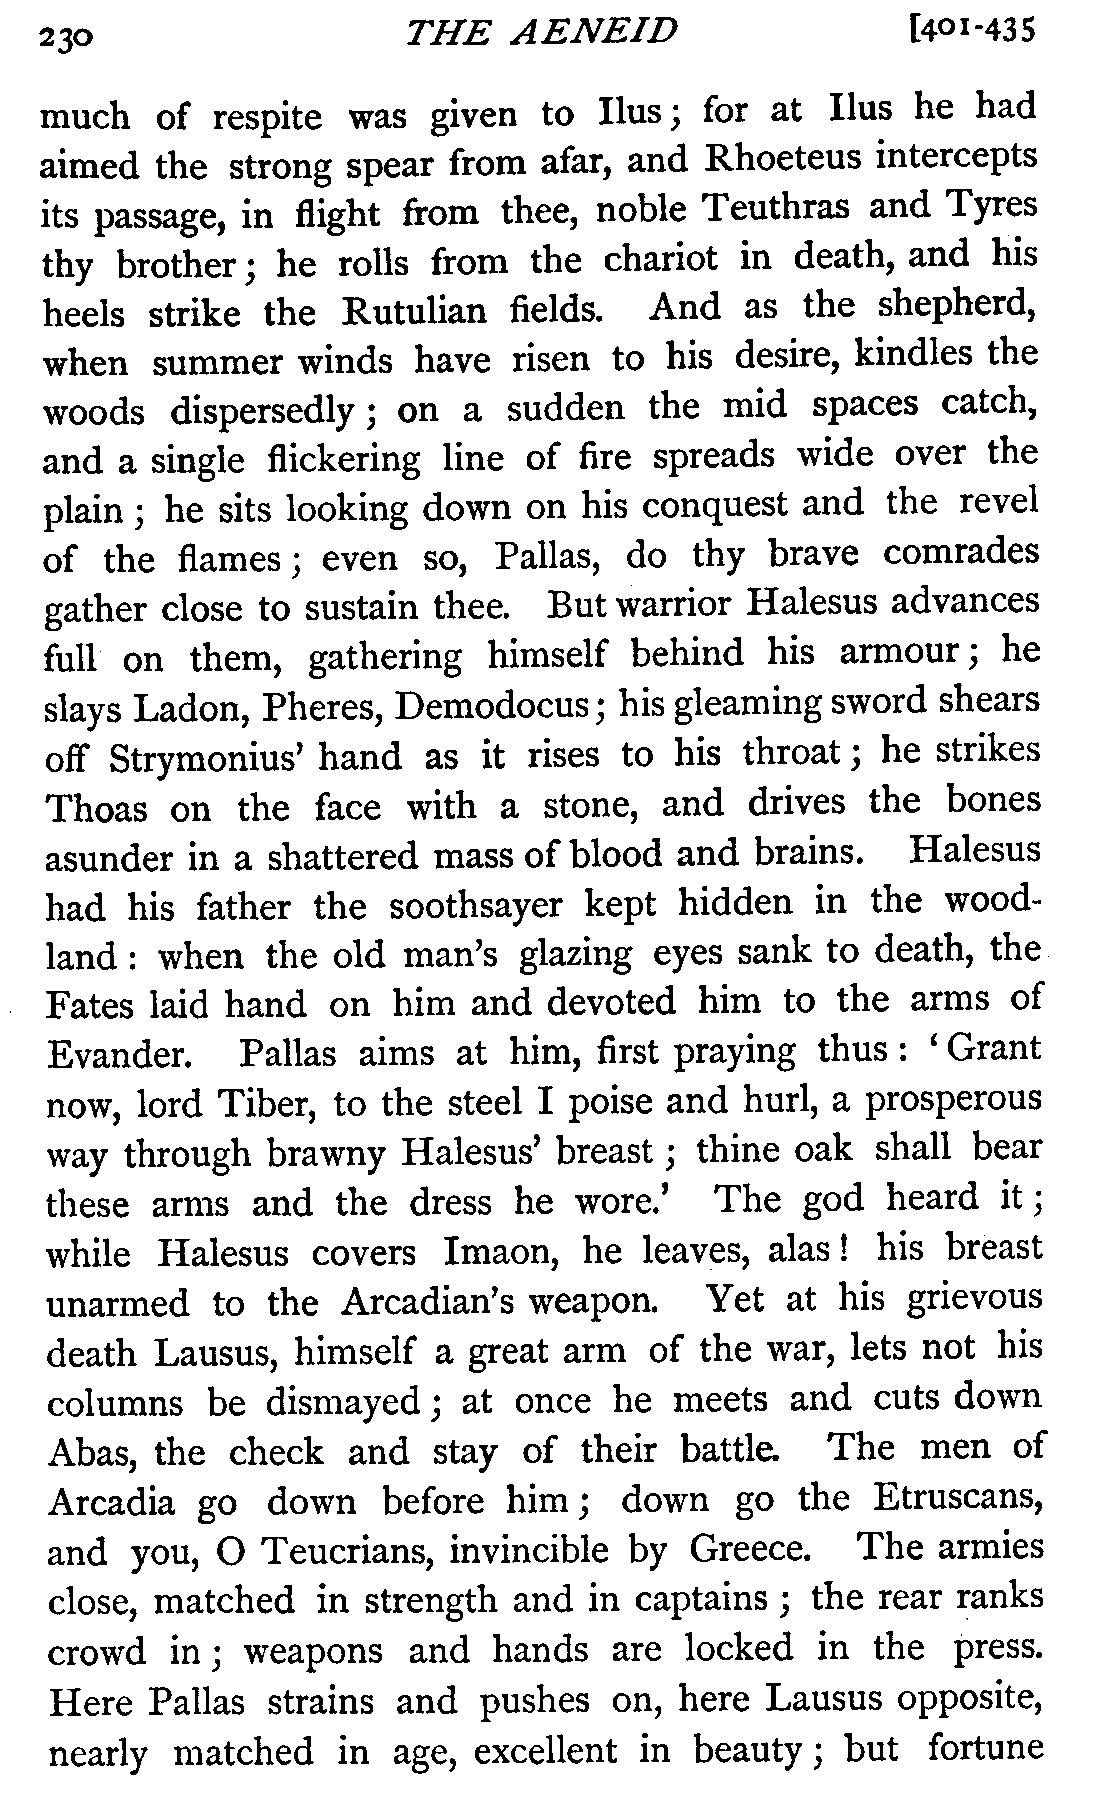 230 THE AENEID [401-435
much of respite was given to Ilus; for at Ilus he had
aimed the strong spear from afar, and Rhoeteus intercepts
its passage, in flight from thee, noble Teuthras and Tyres
thy brother; he rolls from the chariot in death, and his
heels strike the Rutulian fields. And as the shepherd,
when summer winds have risen to his desire, kindles the
woods dispersedly; on a sudden the mid spaces catch,
and a single flickering line of fire spreads wide over the
plain; he sits looking down on his conquest and the revel
of the flames; even so, Pallas, do thy brave comrades
gather close to sustain thee. But warrior Halesus advances
full on them, gathering himself behind his armour; he
slays Ladon, Pheres, Demodocus; his gleaming sword shears
off Strymonius' hand as it rises to his throat; he strikes
Thoas on the face with a stone, and drives the bones
asunder in a shattered mass of blood and brains. Halesus
had his father the soothsayer kept hidden in the wood-
land: when the old man's glazing eyes sank to death, the
Fates laid hand on him and devoted him to the arms of
Evander. Pallas aims at him, first praying thus: 'Grant
now, lord Tiber, to the steel I poise and hurl, a prosperous
way through brawny Halesus' breast; thine oak shall bear
these arms and the dress he wore.' The god heard it;
while Halesus covers Imaon, he leaves, alas! his breast
unarmed to the Arcadian's weapon. Yet at his grievous
death Lausus, himself a great arm of the war, lets not his
columns be dismayed; at once he meets and cuts down
Abas, the check and stay of their battle. The men of
Arcadia go down before him; down go the Etruscans,
and you, O Teucrians, invincible by Greece. The armies
close, matched in strength and in captains; the rear ranks
crowd in; weapons and hands are locked in the press.
Here Pallas strains and pushes on, here Lausus opposite,
nearly matched in age, excellent in beauty; but fortune